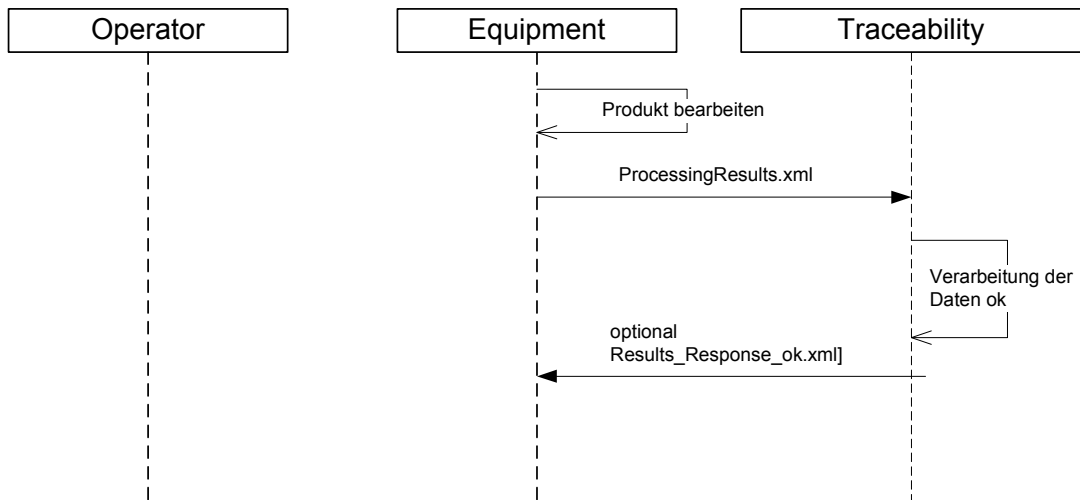 Operator
Equipment
Traceability
Produkt bearbeiten
ProcessingResults.xml
Verarbeitung der
Daten ok
optional
Results_Response_ok.xml]